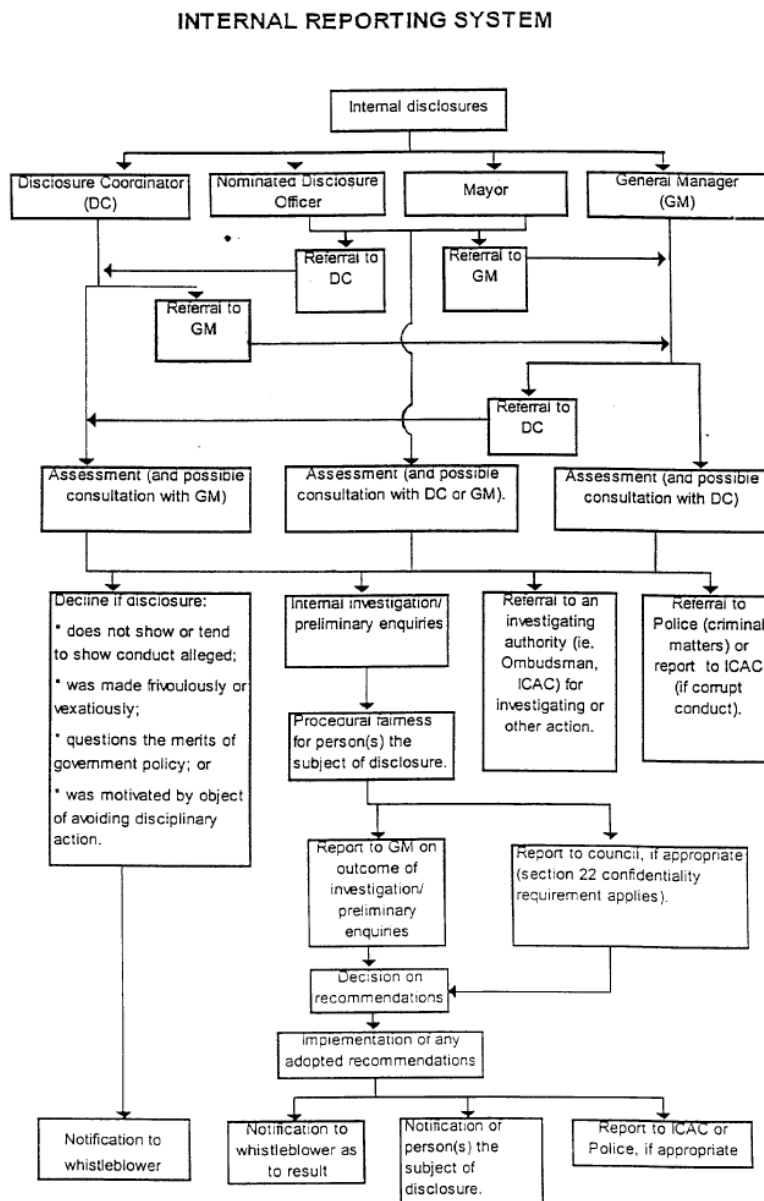 INTERNAL REPORTING SYSTEM
Internal disclosures
Disclosure Coordinator
(DC)
Nominated Disclosure
Officer
Mayor
General Manager
(GM)
Referral to
DC
Referral to
GM
Referral to
GM
Referral to
DC
Assessment (and possible
consultation with GM)
Assessment (and possible
consultation with DC or GM).
Assessment (and possible
consultation with DC)
Decline if disclosure:
* does not show or tend
to show conduct alleged;
* was made frivoulously or
vexatiously;
* questions the merits of
government policy; or
* was motivated by object
of avoiding disciplinary
action.
Internal investigation/
preliminary enquiries
Referral to an
investigating
authority (ie.
Ombudsman,
ICAC) for
investigating or
other action.
Referral to
Police (criminal
matters) or
report to ICAC
(if corrupt
conduct).
Procedural fairness
for person(s) the
subject of disclosure.
Report to GM on
outcome of
investigation/
preliminary
enquiries
Report to council, if appropriate
(section 22 confidentiality
requirement applies).
Decision on
recommendations
Implementation of any
adopted recommendations
Notification to
whistleblower
Notification to
whistleblower as
to result
Notification of
person(s) the
subject of
disclosure.
Report to ICAC or
Police, if appropriate